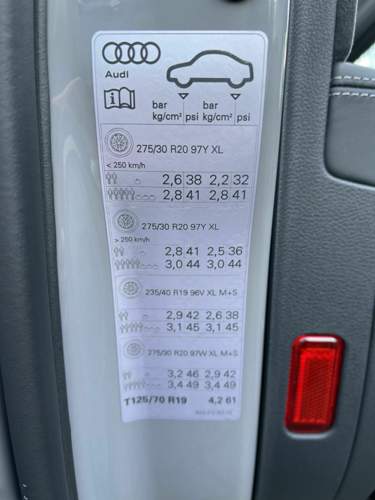 Audi
bar bar
kg/cm² psi kg/cm² psi
275/30 R20 97Y XL
< 250 km/h
2,6 38 2,2 32
2,8 41 2,8 41
275/30 R20 97Y XL
> 250 km/h
2,8 41 2,5 36
3,0 44 3,0 44
235/40 R19 96V XL M+S
2,9 42 2,6 38
3,1 45 3,1 45
275/30 R20 97W XL M+S
3,2 46 2,9 42
3,4 49 3,4 49
T125/70 R19 4,2 61